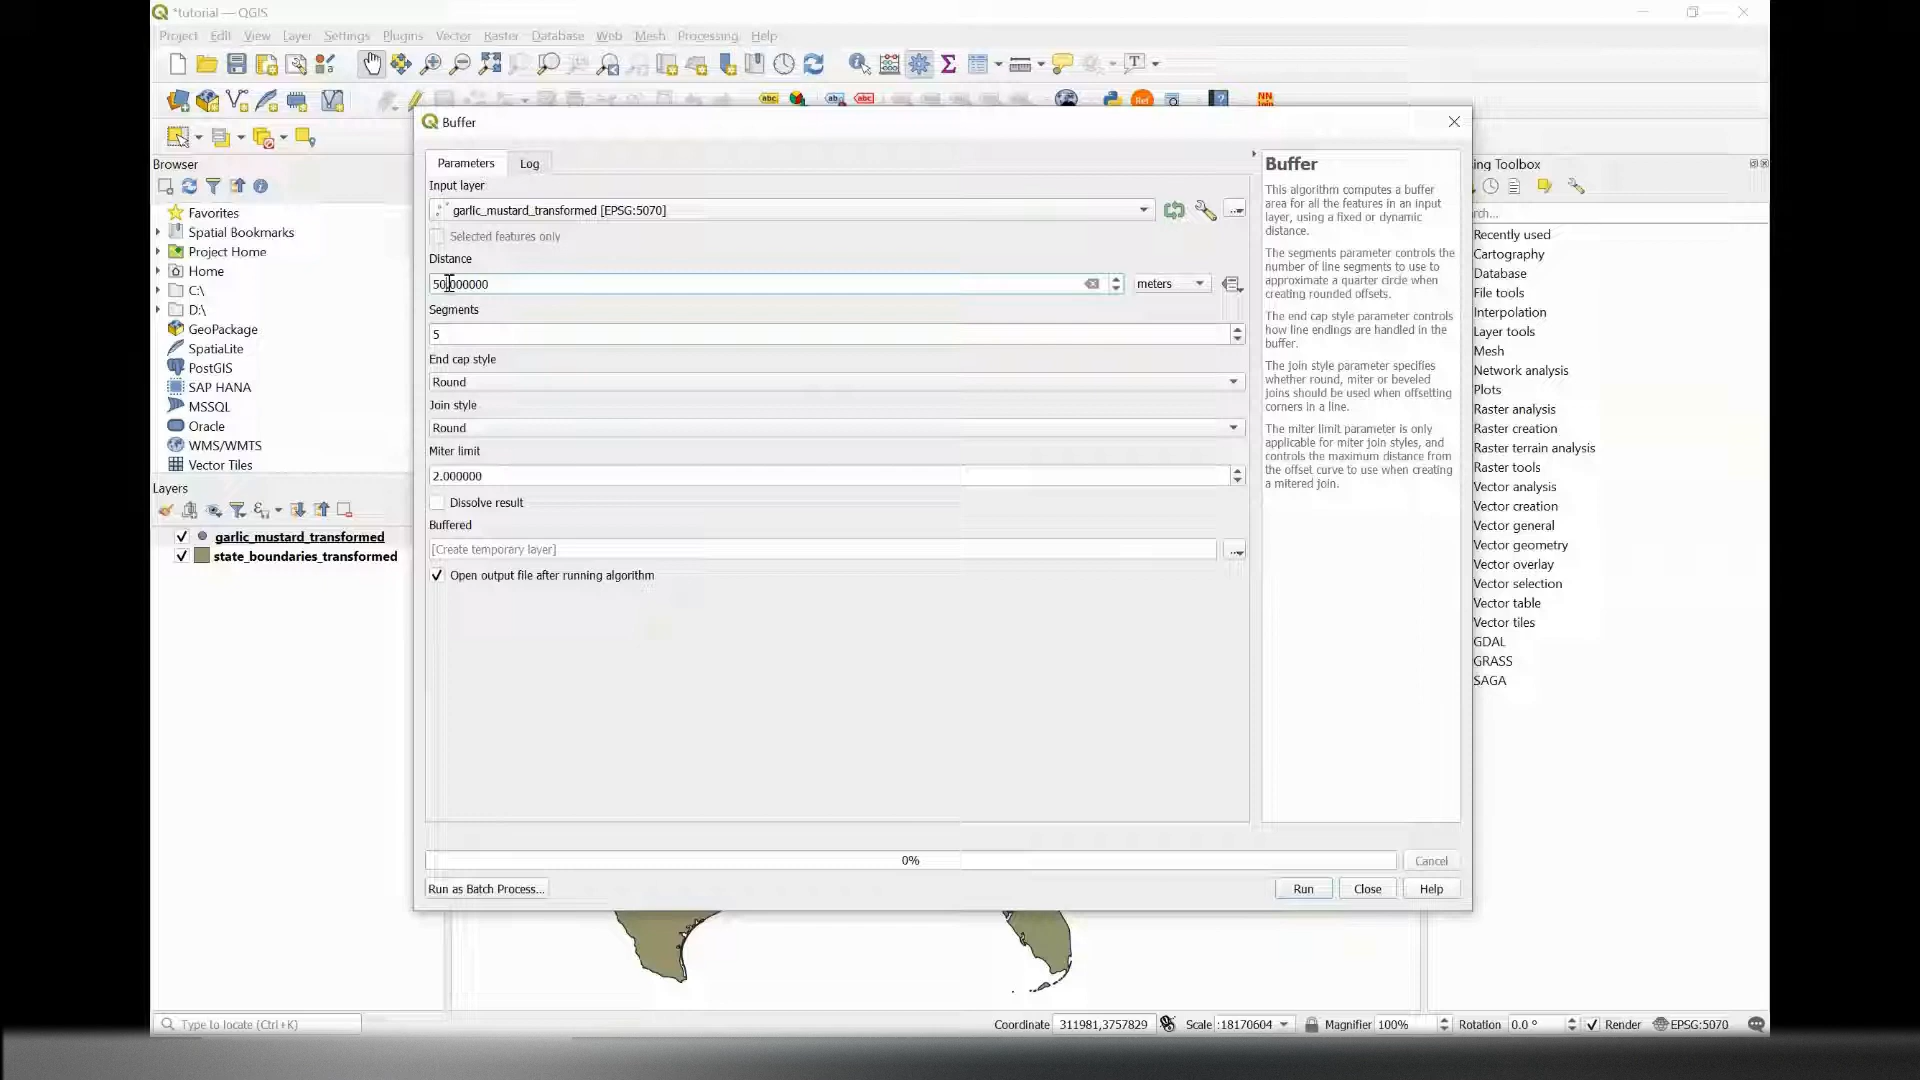 *tutorial — QGIS
Project Edit View Layer Settings Plugins Vector Raster Database Web Mesh Processing Help
Buffer
Parameters Log
Input layer
garlic_mustard_transformed [EPSG:5070]
Selected features only
Distance
50.000000 meters
Segments
5
End cap style
Round
Join style
Round
Miter limit
2.000000
Dissolve result
Buffered
[Create temporary layer]
Open output file after running algorithm
0%
Cancel
Run as Batch Process...
Run Close Help
Buffer
This algorithm computes a buffer
area for all the features in an input
layer, using a fixed or dynamic
distance.
The segments parameter controls the
number of line segments to use to
approximate a quarter circle when
creating rounded offsets.
The end cap style parameter controls
how line endings are handled in the
buffer.
The join style parameter specifies
whether round, miter or beveled
joins should be used when offsetting
corners in a line.
The miter limit parameter is only
applicable for miter join styles, and
controls the maximum distance from
the offset curve to use when creating
a mitered join.
Browser
Favorites
Spatial Bookmarks
Project Home
Home
C:\
D:\
GeoPackage
SpatiaLite
PostGIS
SAP HANA
MSSQL
Oracle
WMS/WMTS
Vector Tiles
Layers
garlic_mustard_transformed
state_boundaries_transformed
ing Toolbox
rch...
Recently used
Cartography
Database
File tools
Interpolation
Layer tools
Mesh
Network analysis
Plots
Raster analysis
Raster creation
Raster terrain analysis
Raster tools
Vector analysis
Vector creation
Vector general
Vector geometry
Vector overlay
Vector selection
Vector table
Vector tiles
GDAL
GRASS
SAGA
Type to locate (Ctrl+K)
Coordinate 311981,3757829 Scale :18170604 Magnifier 100% Rotation 0.0 ° Render EPSG:5070